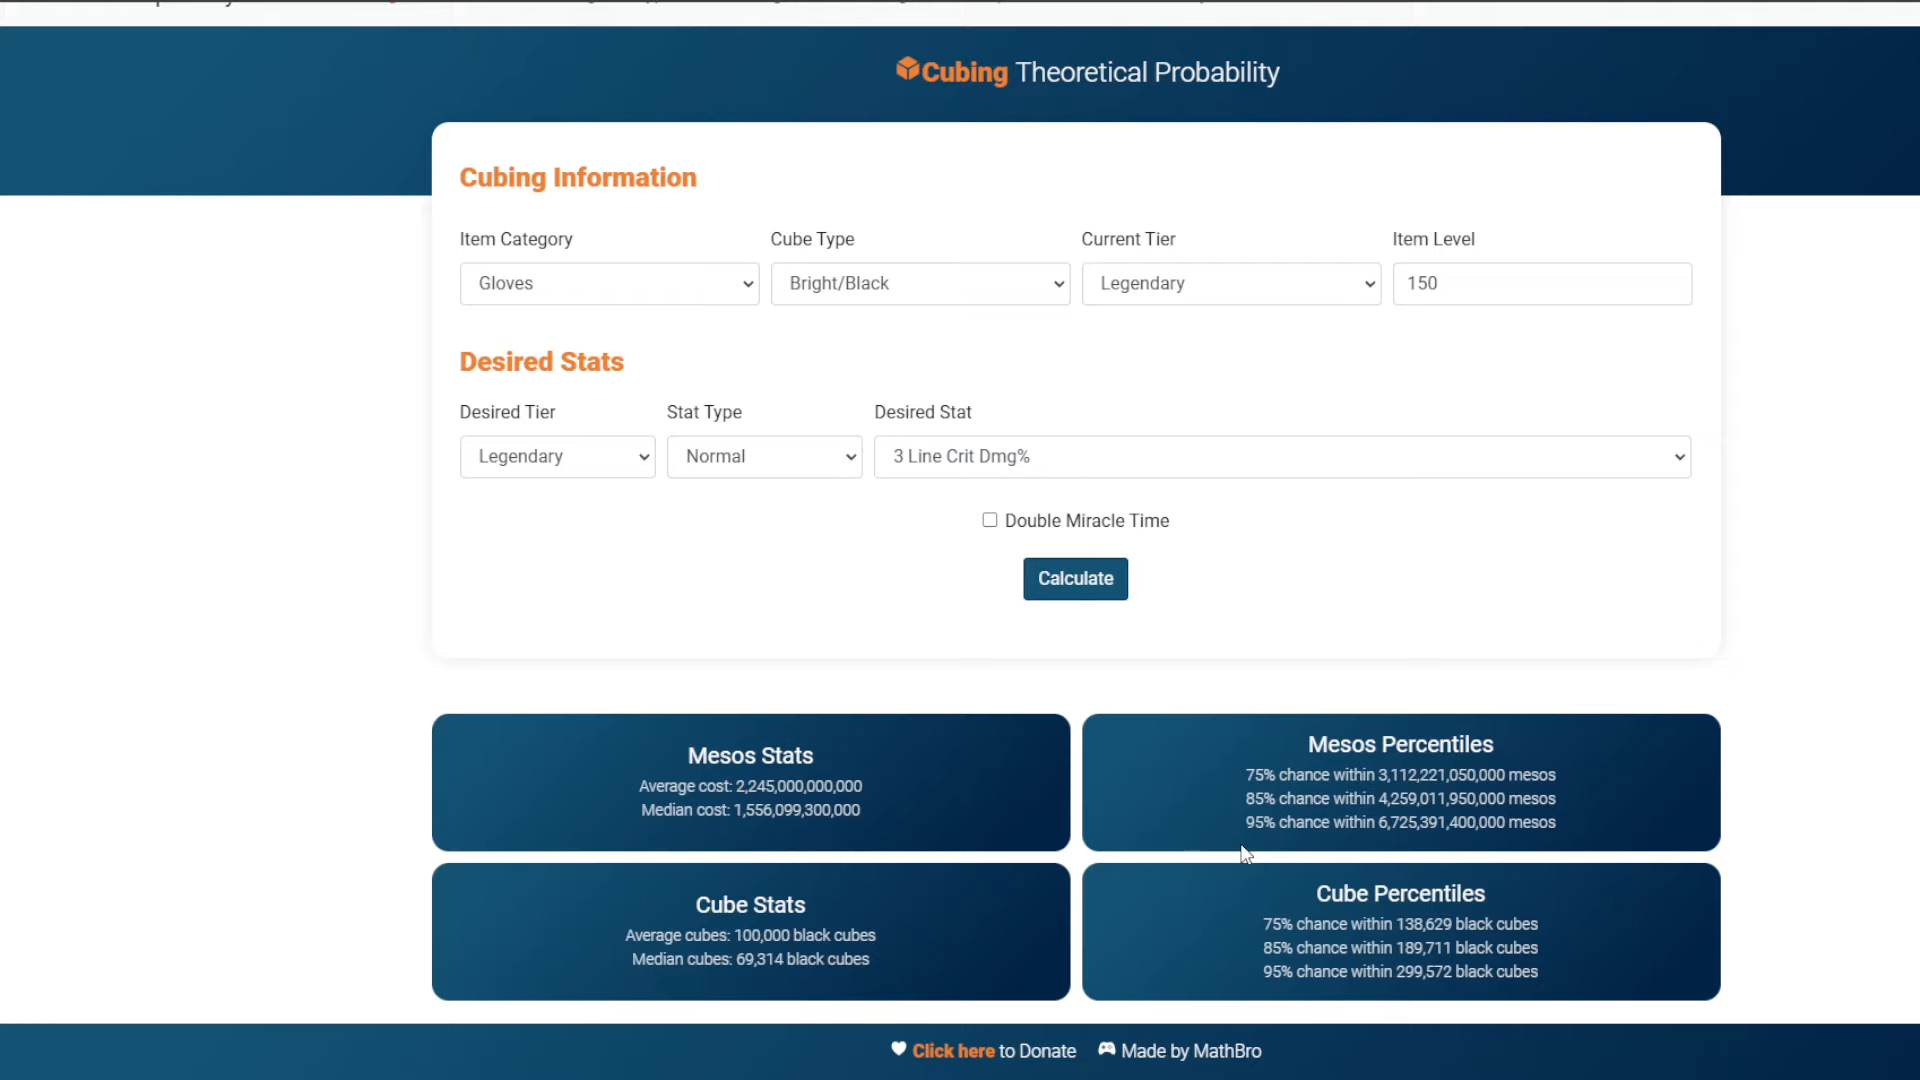 Cubing Theoretical Probability
Cubing Information
Item Category Cube Type Current Tier Item Level
Gloves Bright/Black Legendary 150
Desired Stats
Desired Tier Stat Type Desired Stat
Legendary Normal 3 Line Crit Dmg%
Double Miracle Time
Calculate
Mesos Stats
Average cost: 2,245,000,000,000
Median cost: 1,556,099,300,000
Mesos Percentiles
75% chance within 3,112,221,050,000 mesos
85% chance within 4,259,011,950,000 mesos
95% chance within 6,725,391,400,000 mesos
Cube Stats
Average cubes: 100,000 black cubes
Median cubes: 69,314 black cubes
Cube Percentiles
75% chance within 138,629 black cubes
85% chance within 189,711 black cubes
95% chance within 299,572 black cubes
Click here to Donate Made by MathBro